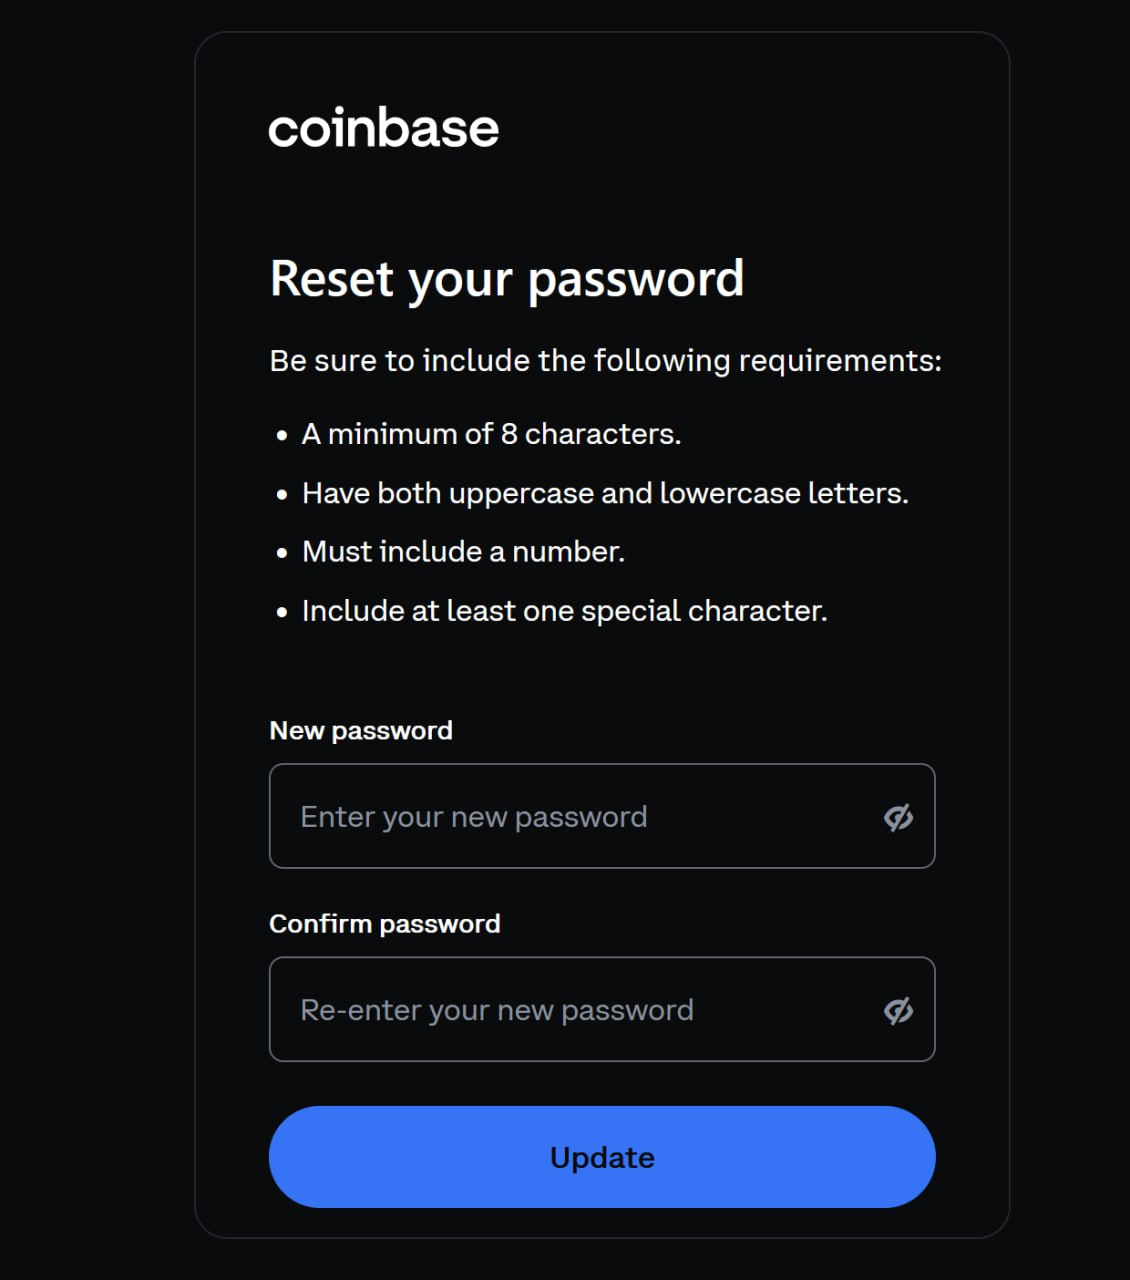 coinbase
Reset your password
Be sure to include the following requirements:
• A minimum of 8 characters.
• Have both uppercase and lowercase letters.
• Must include a number.
• Include at least one special character.
New password
Enter your new password
Confirm password
Re-enter your new password
Update